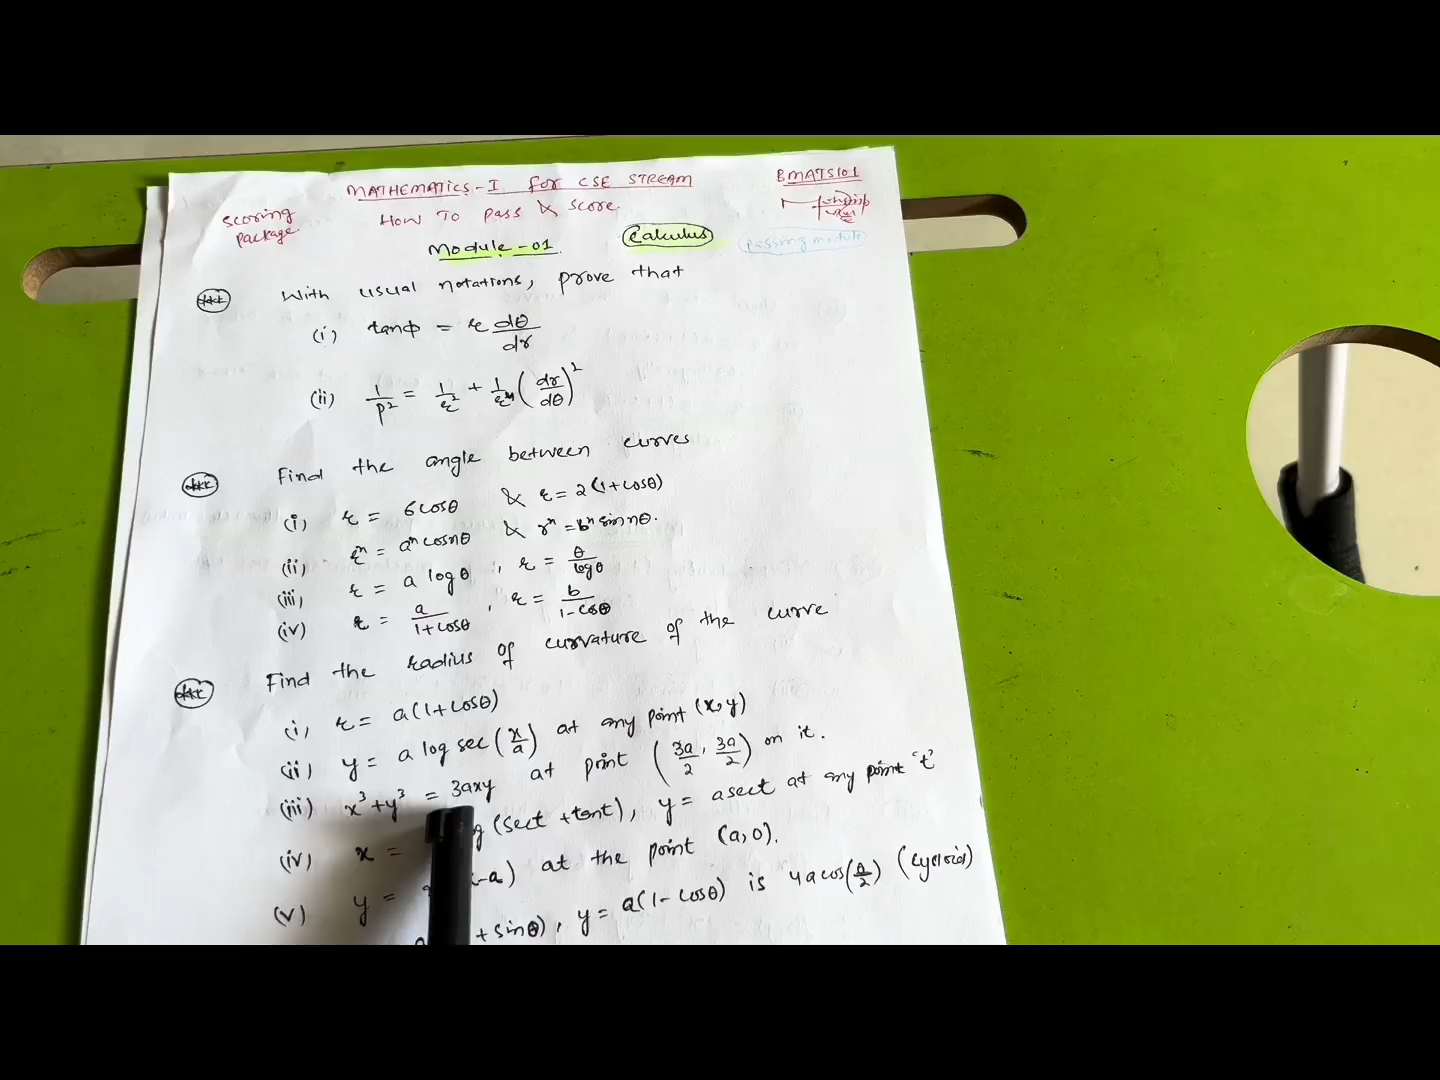 MATHEMATICS-I FOR CSE STREAM BMATS101
Scoring Package HOW TO Pass & Score.
Module-01 Calculus Passing module
*** With usual notations, prove that
(i) tanΦ = r dθ/dr
(ii) 1/p² = 1/r² + 1/r⁴ (dr/dθ)²
*** Find the angle between curves
(i) r = 6cosθ & r = 2(1+cosθ)
(ii) rⁿ = aⁿ cosnθ & rⁿ = bⁿ sin nθ.
(iii) r = a logθ, r = θ/logθ
(iv) r = a/1+cosθ, r = b/1-cosθ
*** Find the radius of curvature of the curve
(i) r = a(1+cosθ)
(ii) y = a log sec(x/a) at any point (x,y)
(iii) x³+y³ = 3axy at point (3a/2, 3a/2) on it.
(iv) x = (sect + tant), y = a sect at any point 't'
(v) y = -a) at the point (a,0).
+ sinθ), y = a(1-cosθ) is 4a cos(θ/2) (cycloid)